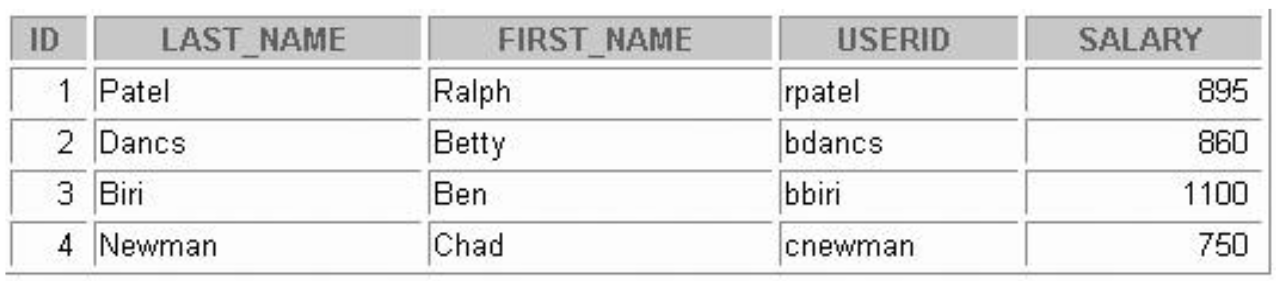 ID LAST_NAME FIRST_NAME USERID SALARY
1 Patel Ralph rpatel 895
2 Dancs Betty bdancs 860
3 Biri Ben bbiri 1100
4 Newman Chad cnewman 750